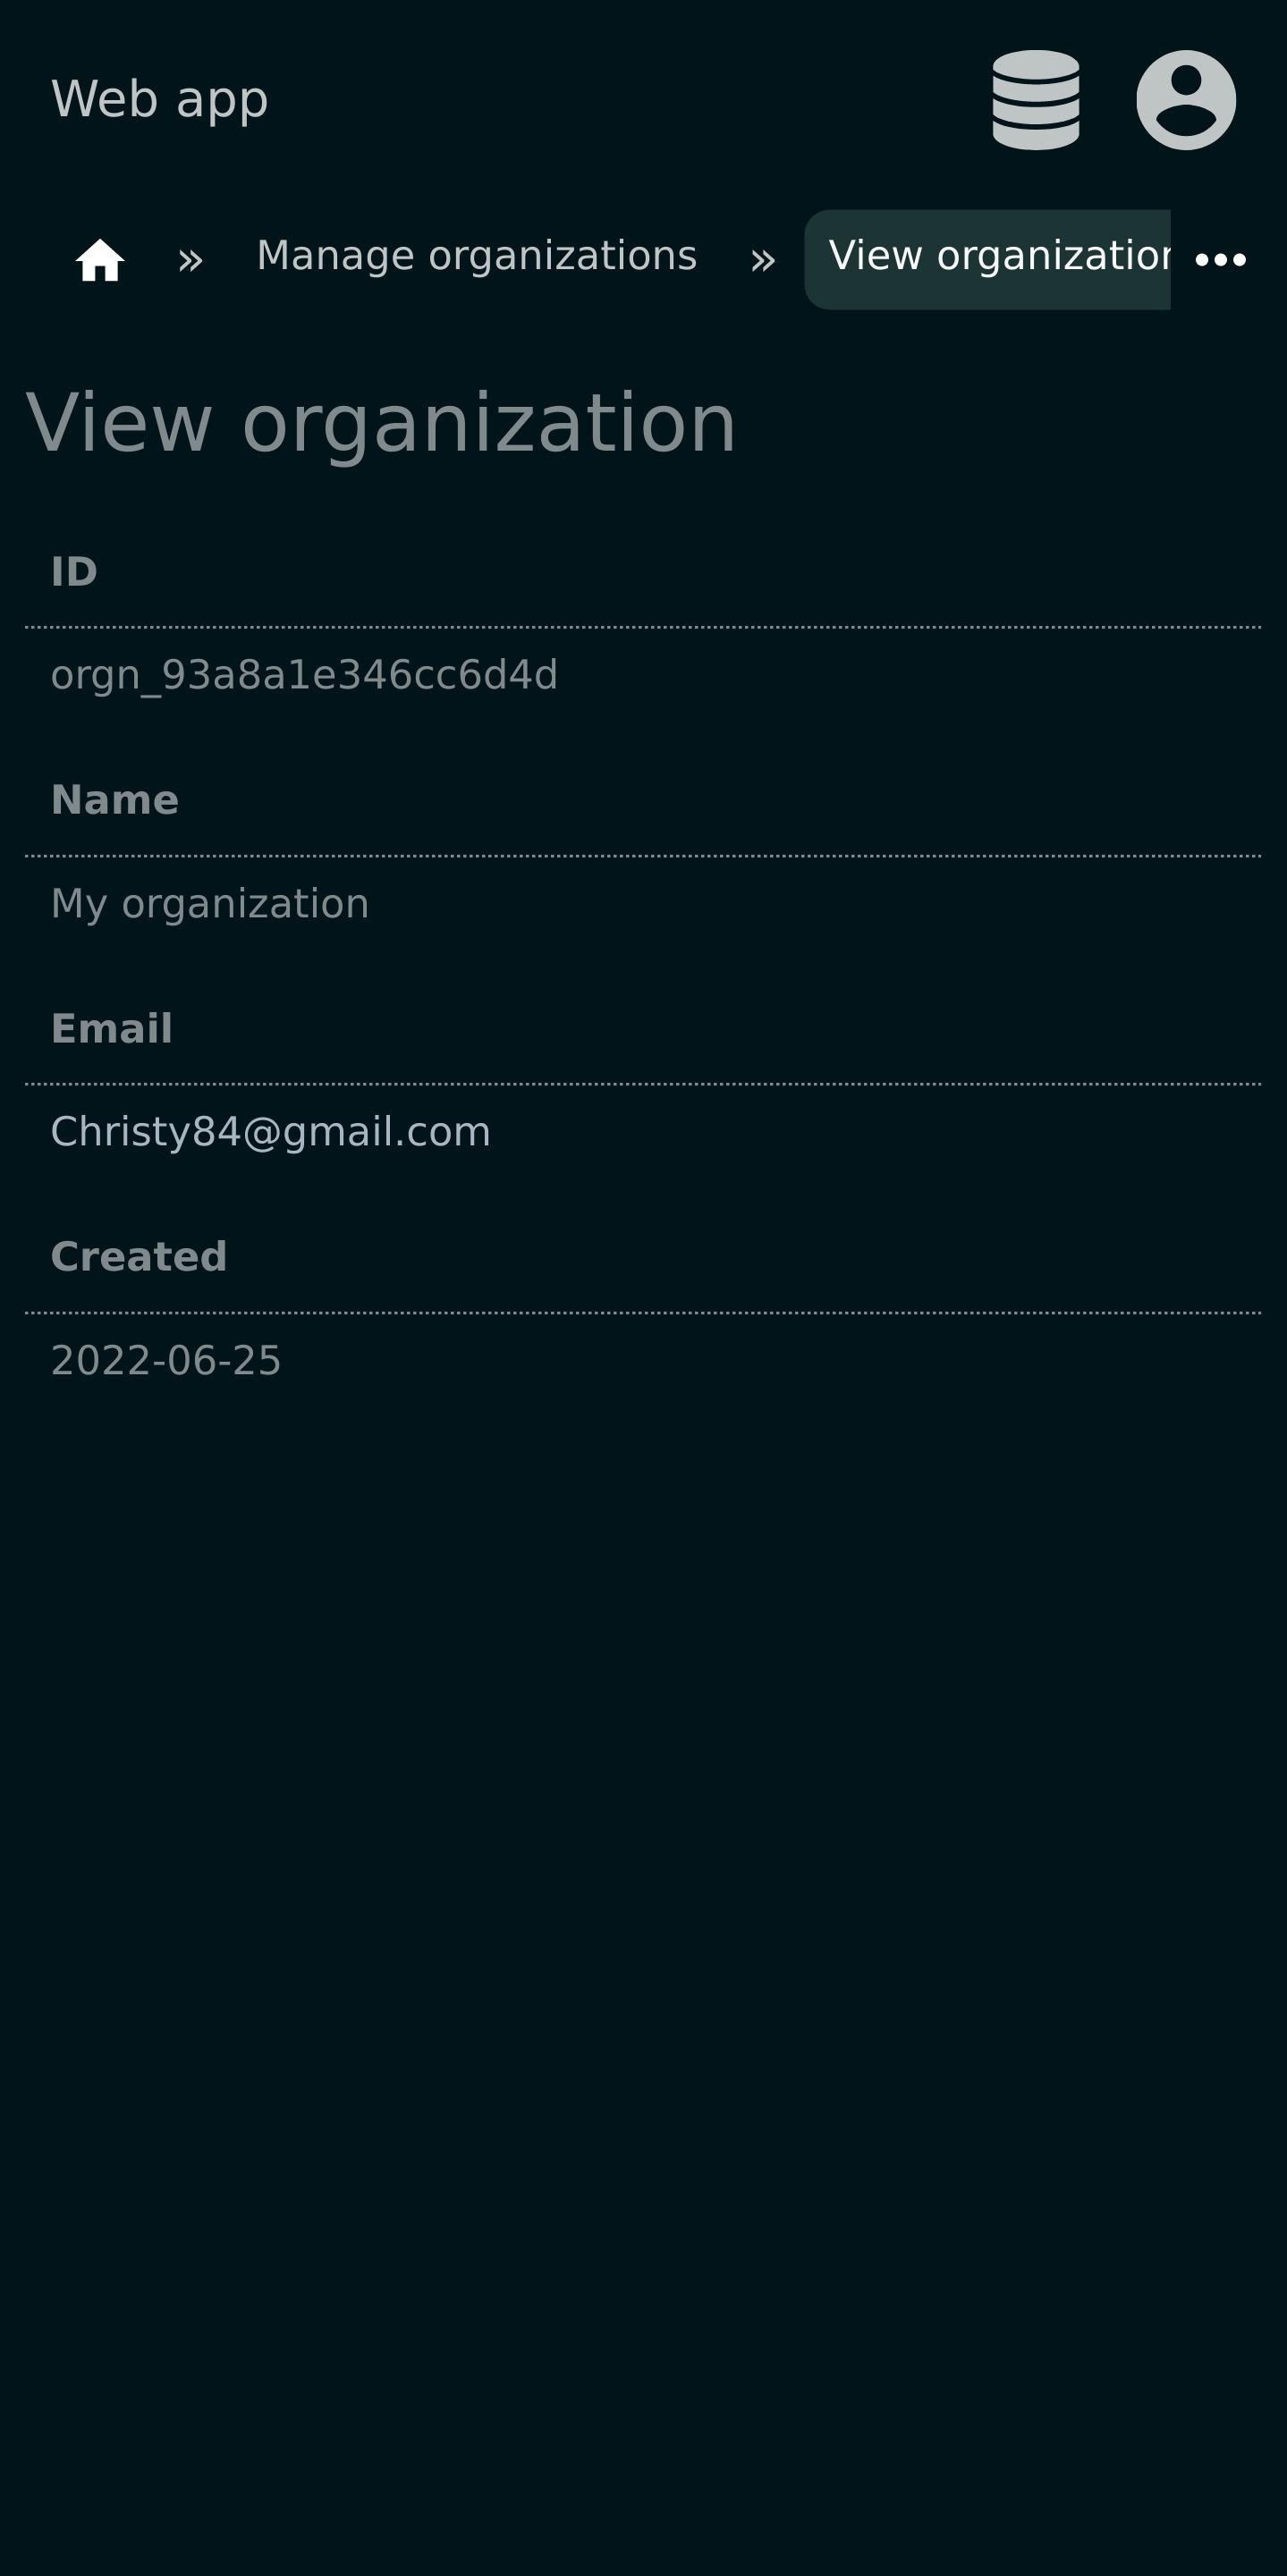 Web app
» Manage organizations » View organization
View organization
ID
orgn_93a8a1e346cc6d4d
Name
My organization
Email
Christy84@gmail.com
Created
2022-06-25